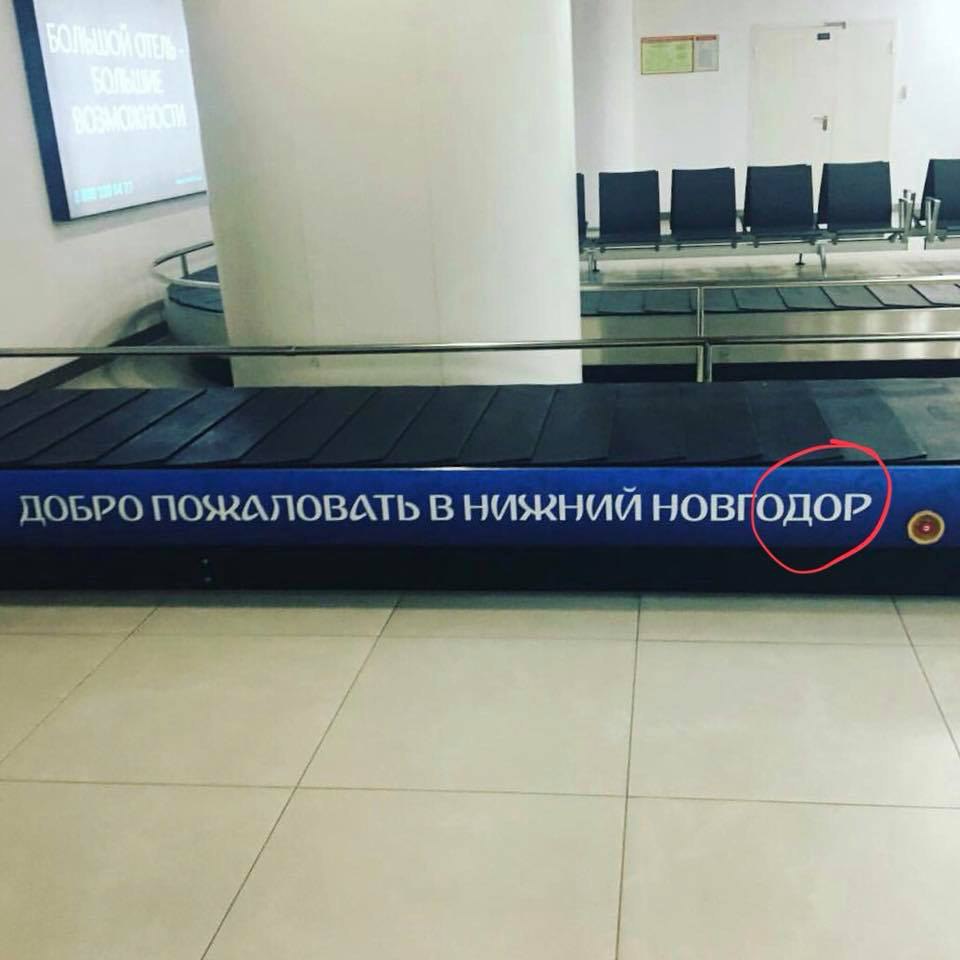 БОЛЬШОЙ ОТЕЛЬ -
БОЛЬШИЕ
ВОЗМОЖНОСТИ
ДОБРО ПОЖАЛОВАТЬ В НИЖНИЙ НОВГОДОР